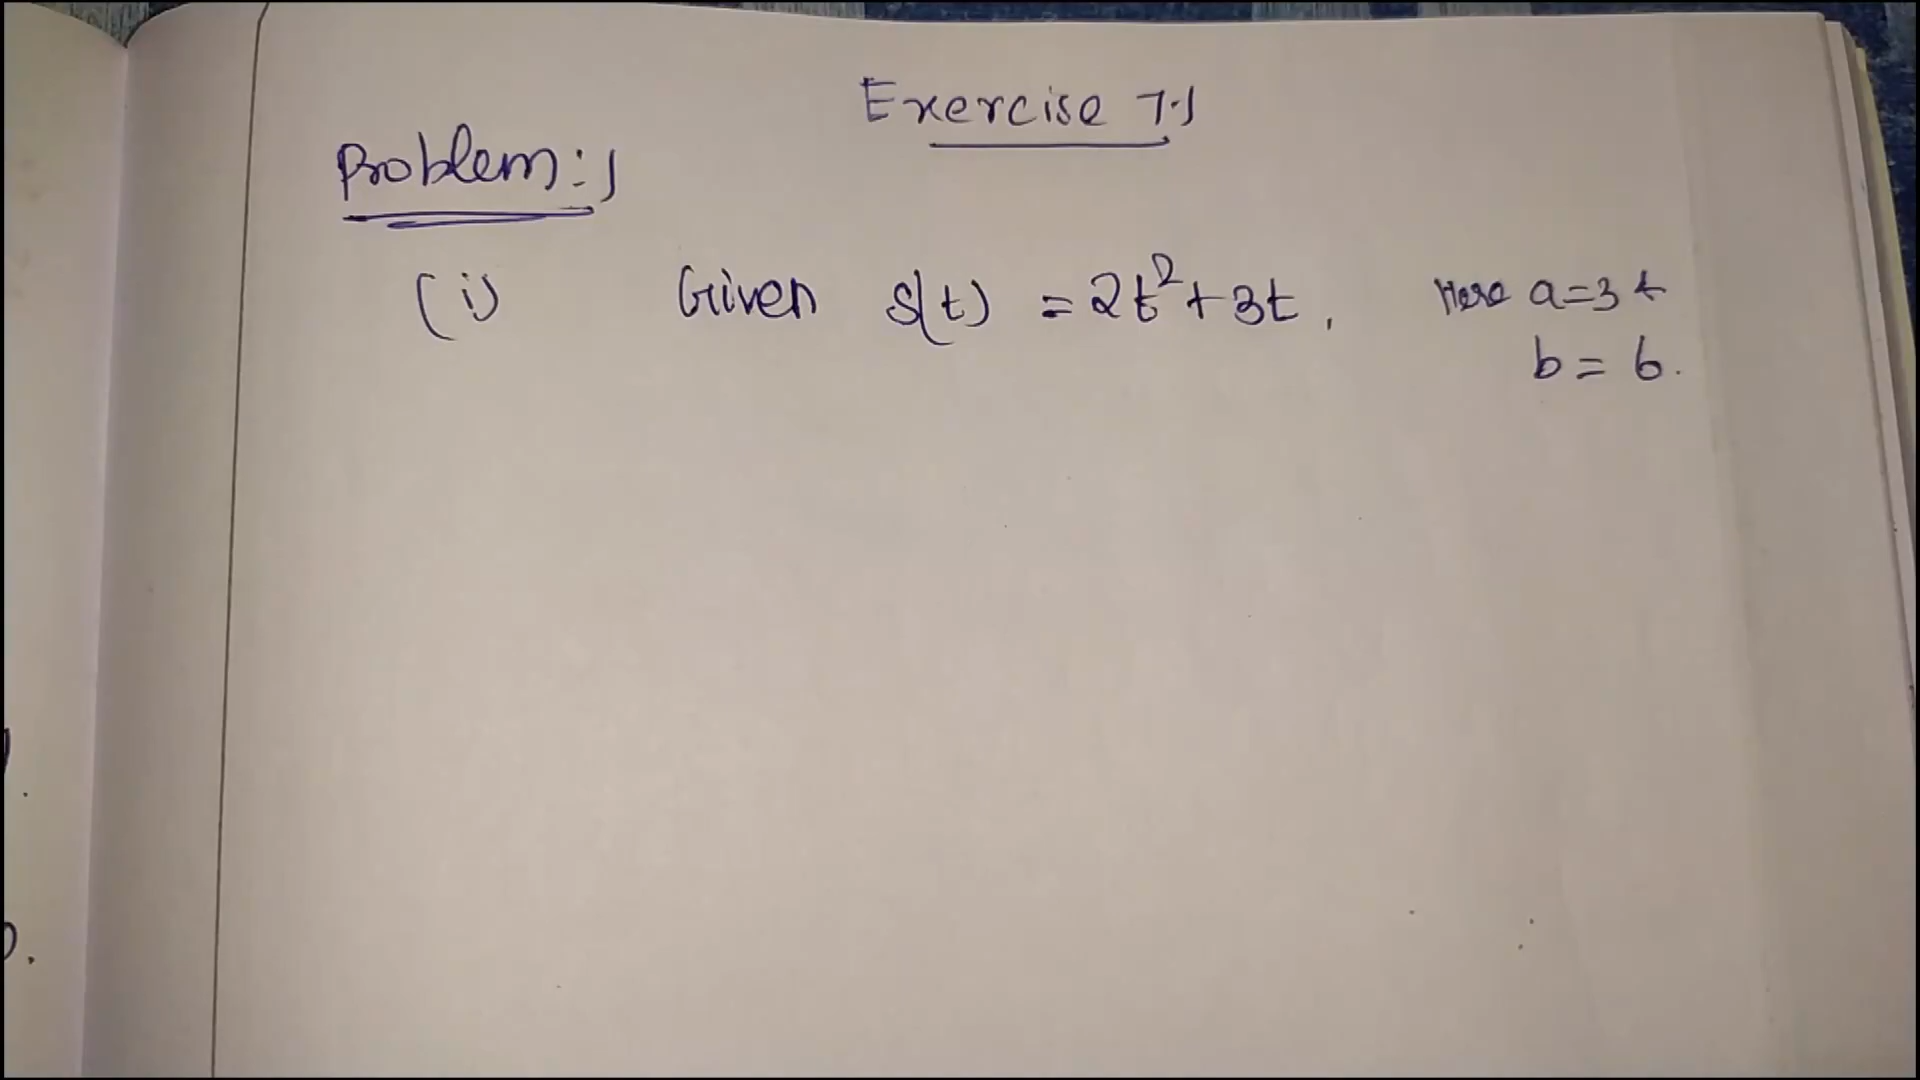 Exercise 7.1
Problem:1
(i) Given s(t) = 2t²+3t, Here a=3 &
b = 6.